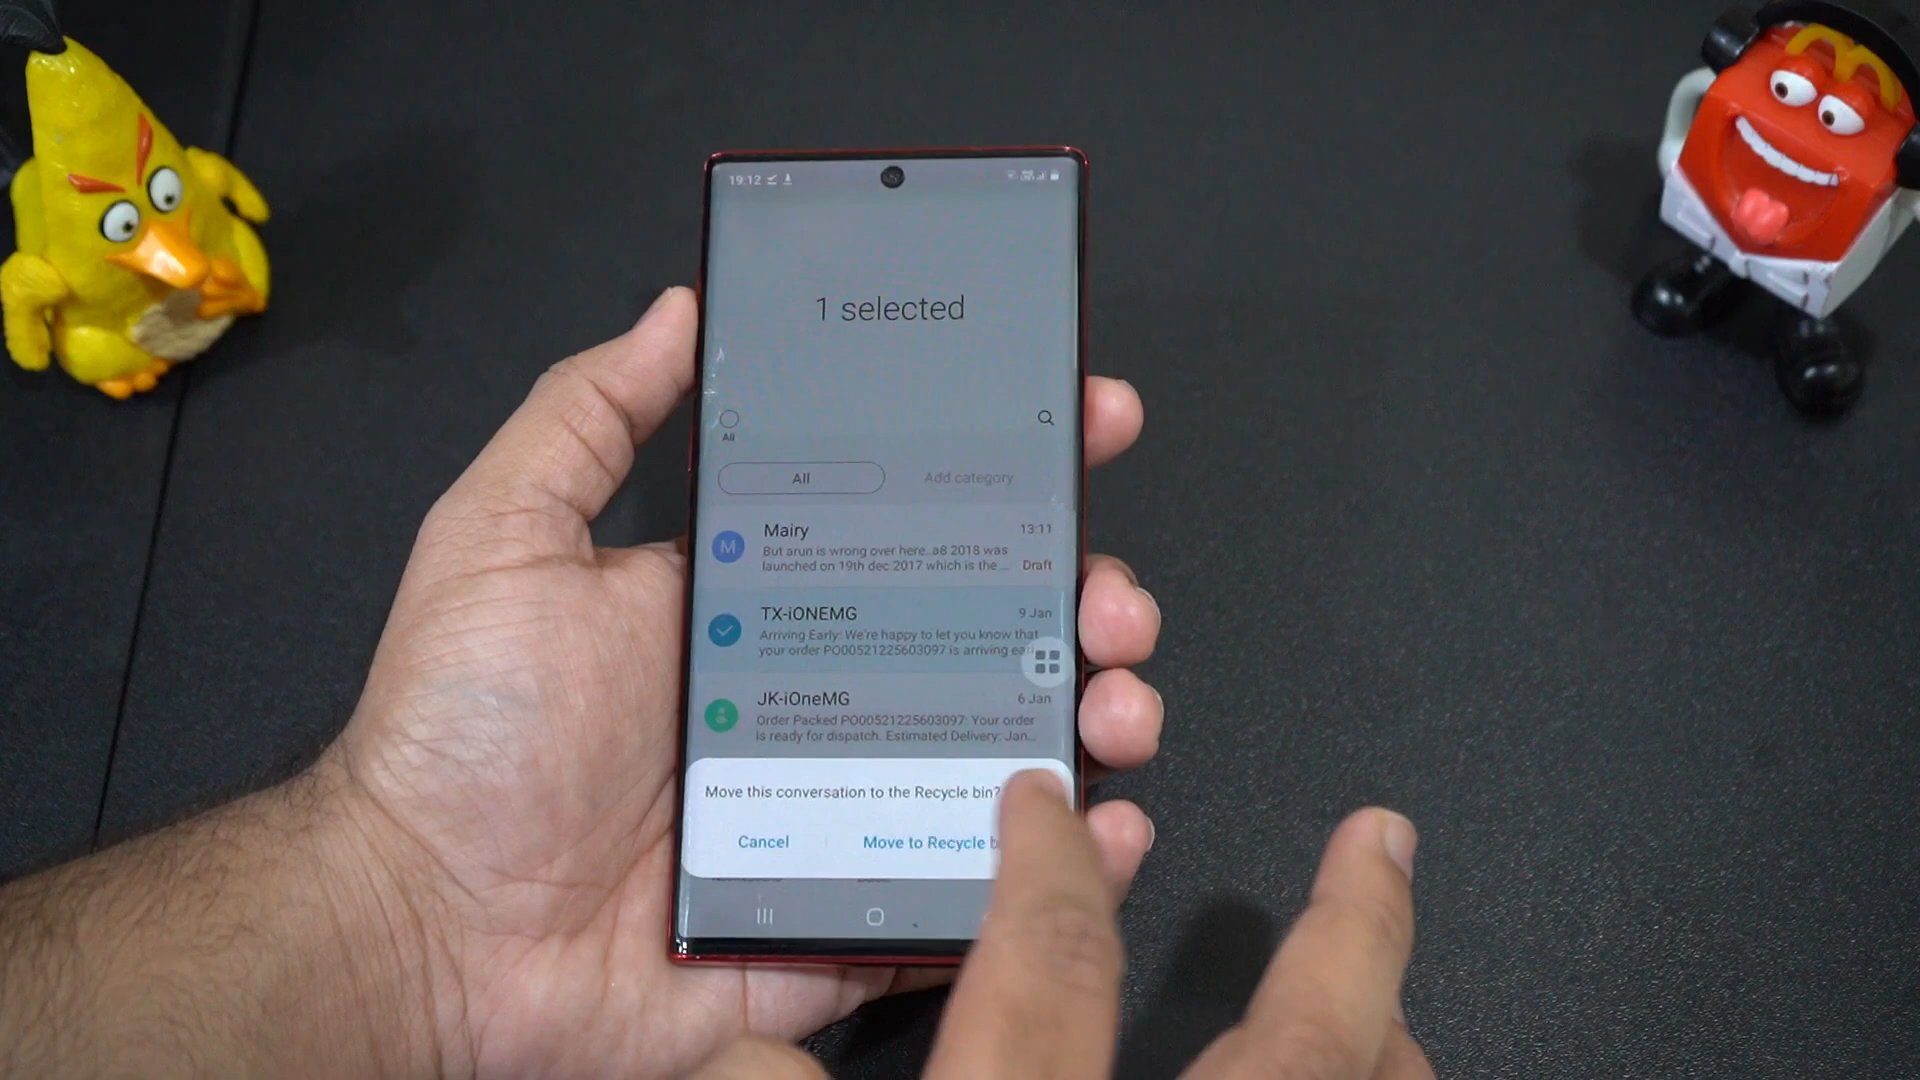 19:12
1 selected
All
All
Add category
M
Mairy
13:11
But arun is wrong over here..a8 2018 was
launched on 19th dec 2017 which is the ...
Draft
TX-iONEMG
9 Jan
Arriving Early: We're happy to let you know that
your order PO00521225603097 is arriving
JK-iOneMG
6 Jan
Order Packed PO00521225603097: Your order
is ready for dispatch. Estimated Delivery: Jan...
Move this conversation to the Recycle bin?
Cancel
Move to Recycle